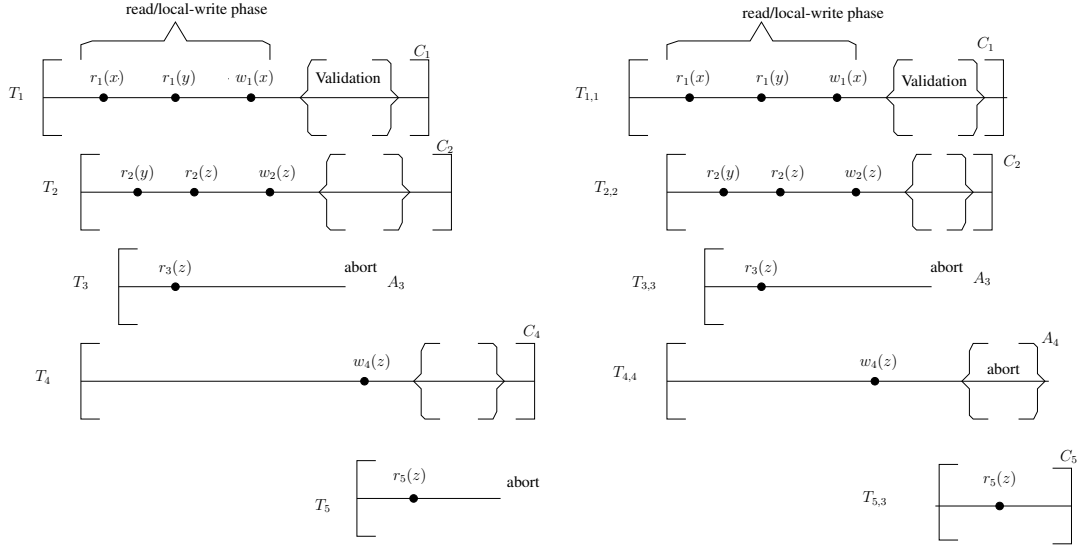 read/local-write phase
C₁
r₁(x) r₁(y) w₁(x) Validation
T₁
C₂
r₂(y) r₂(z) w₂(z)
T₂
r₃(z) abort
T₃ A₃
C₄
w₄(z)
T₄
r₅(z) abort
T₅
read/local-write phase
C₁
r₁(x) r₁(y) w₁(x) Validation
T₁,₁
C₂
r₂(y) r₂(z) w₂(z)
T₂,₂
r₃(z) abort A₃
T₃,₃
A₄
w₄(z) abort
T₄,₄
C₅
r₅(z)
T₅,₃